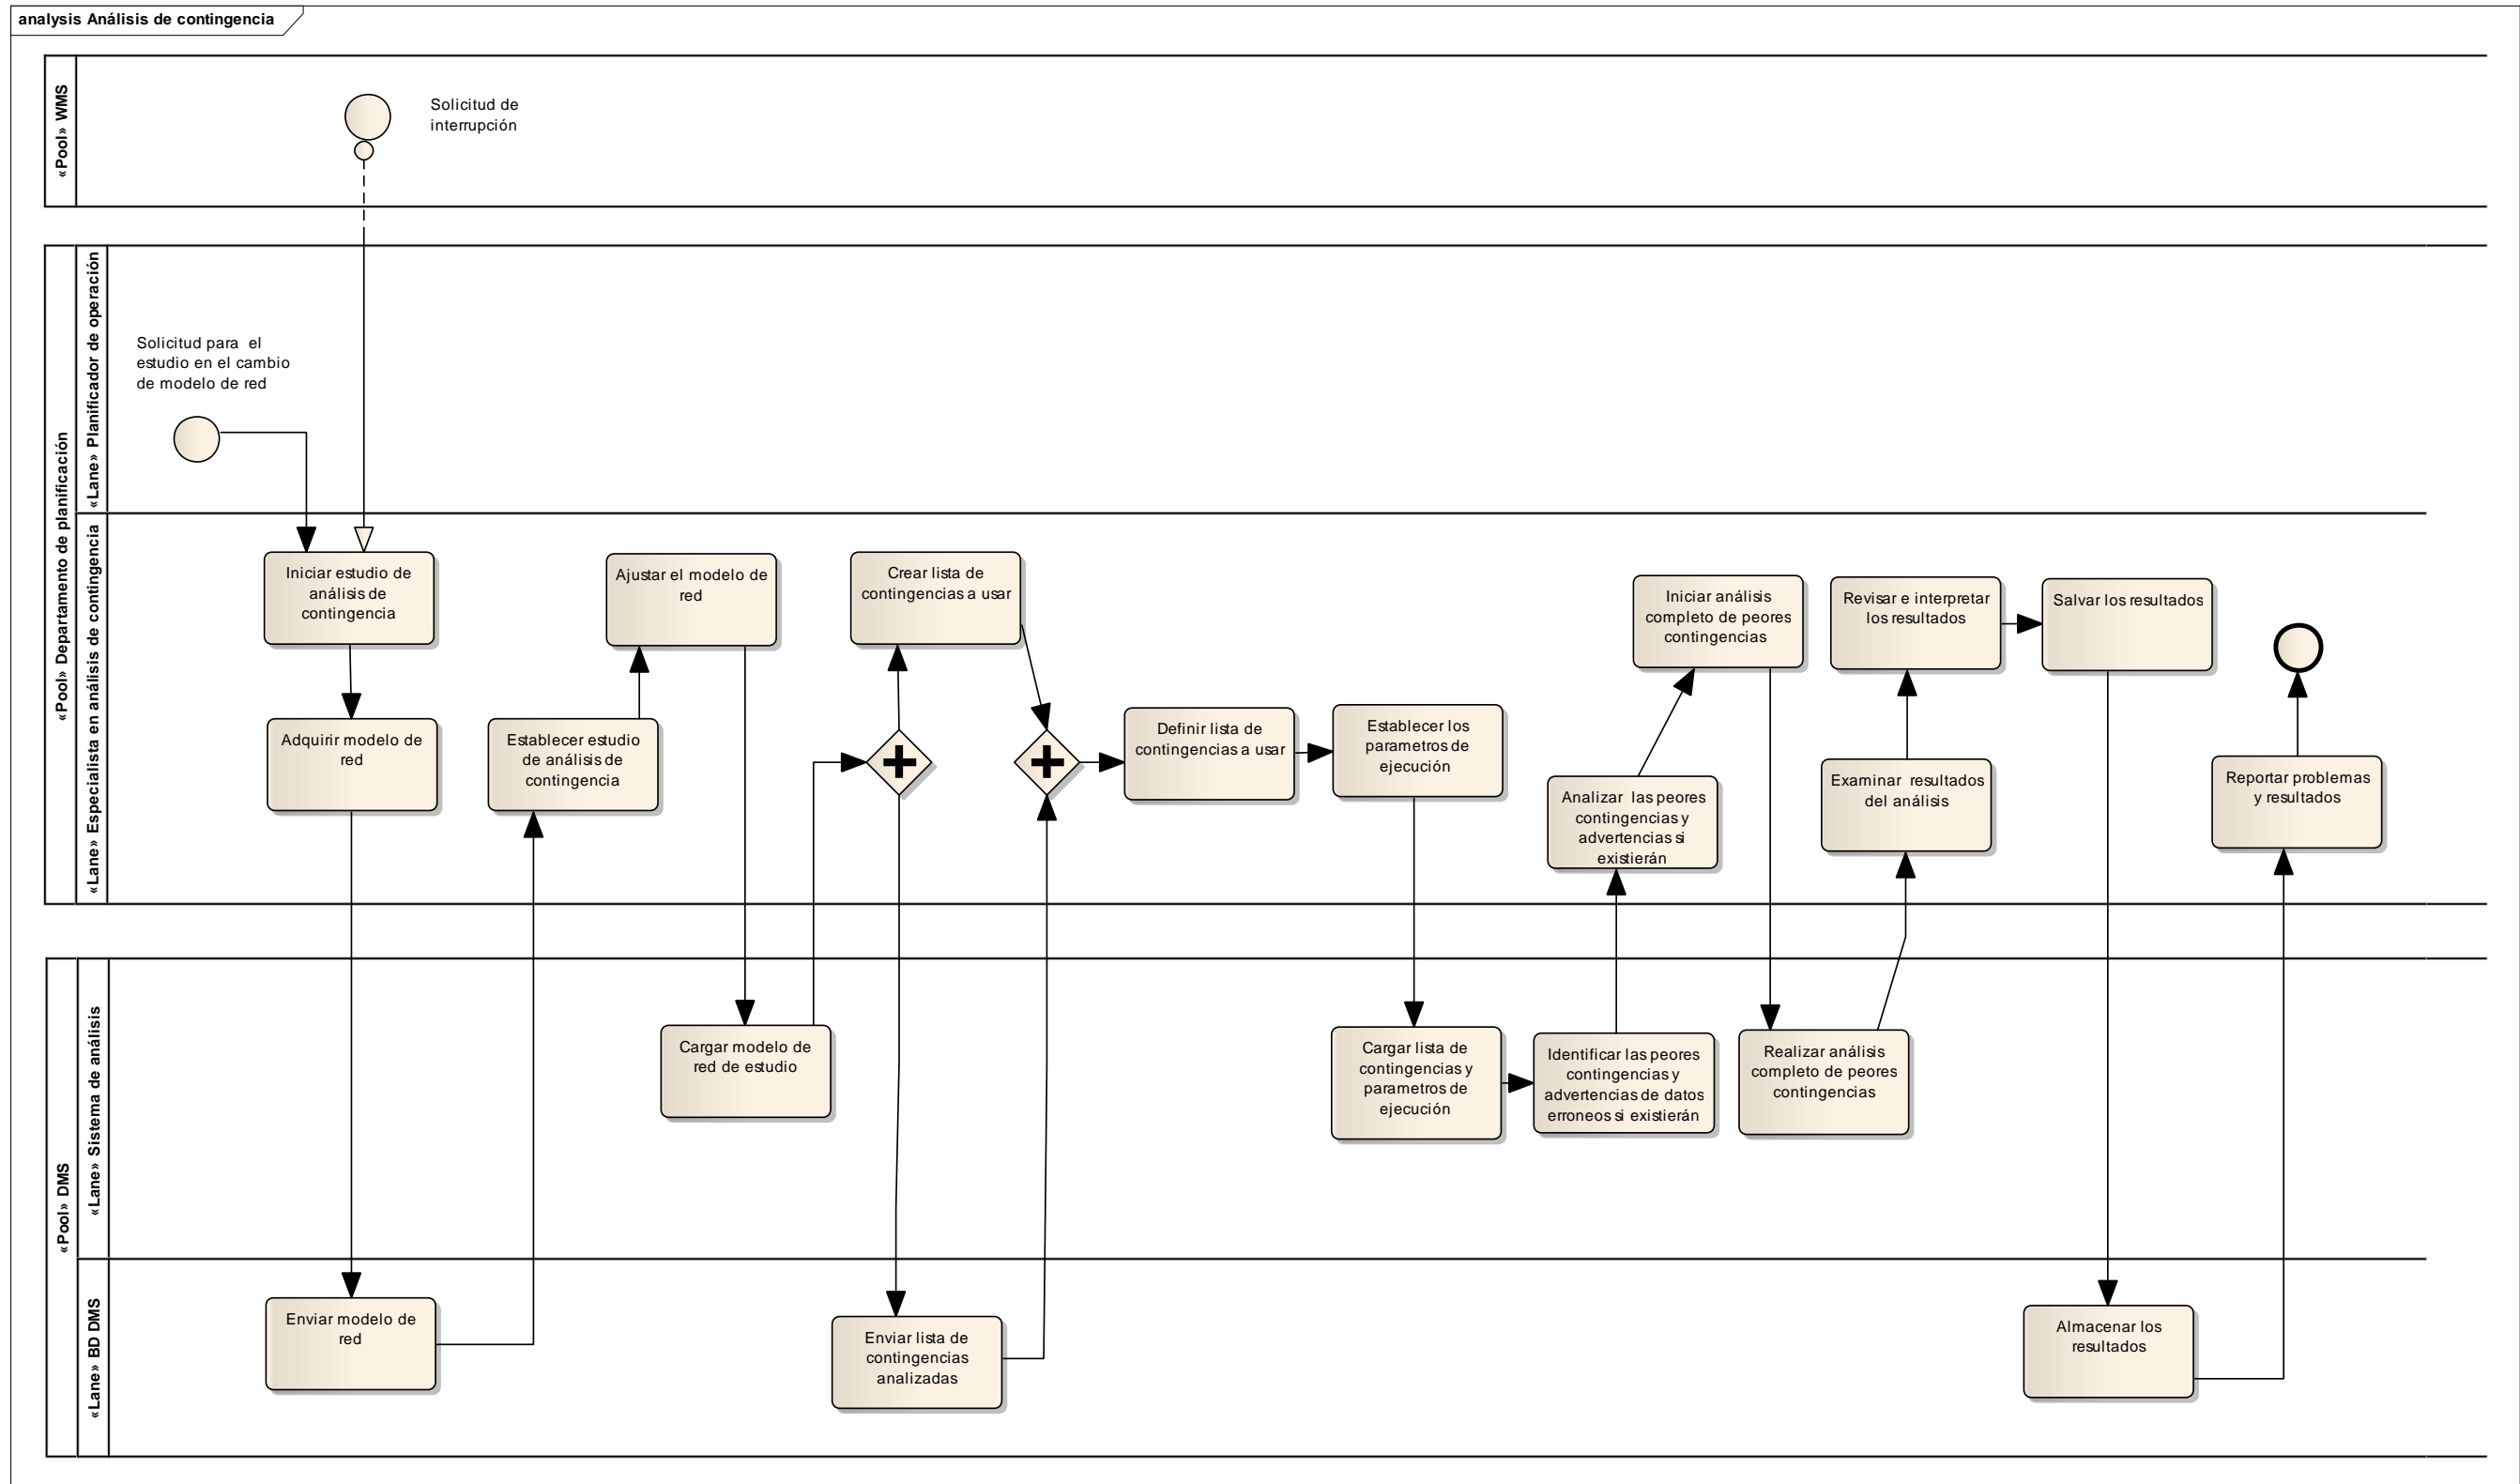 analysis Análisis de contingencia
«Pool» WMS
Solicitud de
interrupción
«Pool» Departamento de planificación
«Lane» Planificador de operación
Solicitud para  el
estudio en el cambio
de modelo de red
«Lane» Especialista en análisis de contingencia
Iniciar estudio de
análisis de
contingencia
Adquirir modelo de
red
Establecer estudio
de análisis de
contingencia
Ajustar el modelo de
red
Crear lista de
contingencias a usar
Definir lista de
contingencias a usar
Establecer los
parametros de
ejecución
Analizar  las peores
contingencias y
advertencias si
existierán
Iniciar análisis
completo de peores
contingencias
Examinar  resultados
del análisis
Revisar e interpretar
los resultados
Salvar los resultados
Reportar problemas
y resultados
«Pool» DMS
«Lane» Sistema de análisis
Cargar modelo de
red de estudio
Cargar lista de
contingencias y
parametros de
ejecución
Identificar las peores
contingencias y
advertencias de datos
erroneos si existierán
Realizar análisis
completo de peores
contingencias
«Lane» BD DMS
Enviar modelo de
red
Enviar lista de
contingencias
analizadas
Almacenar los
resultados